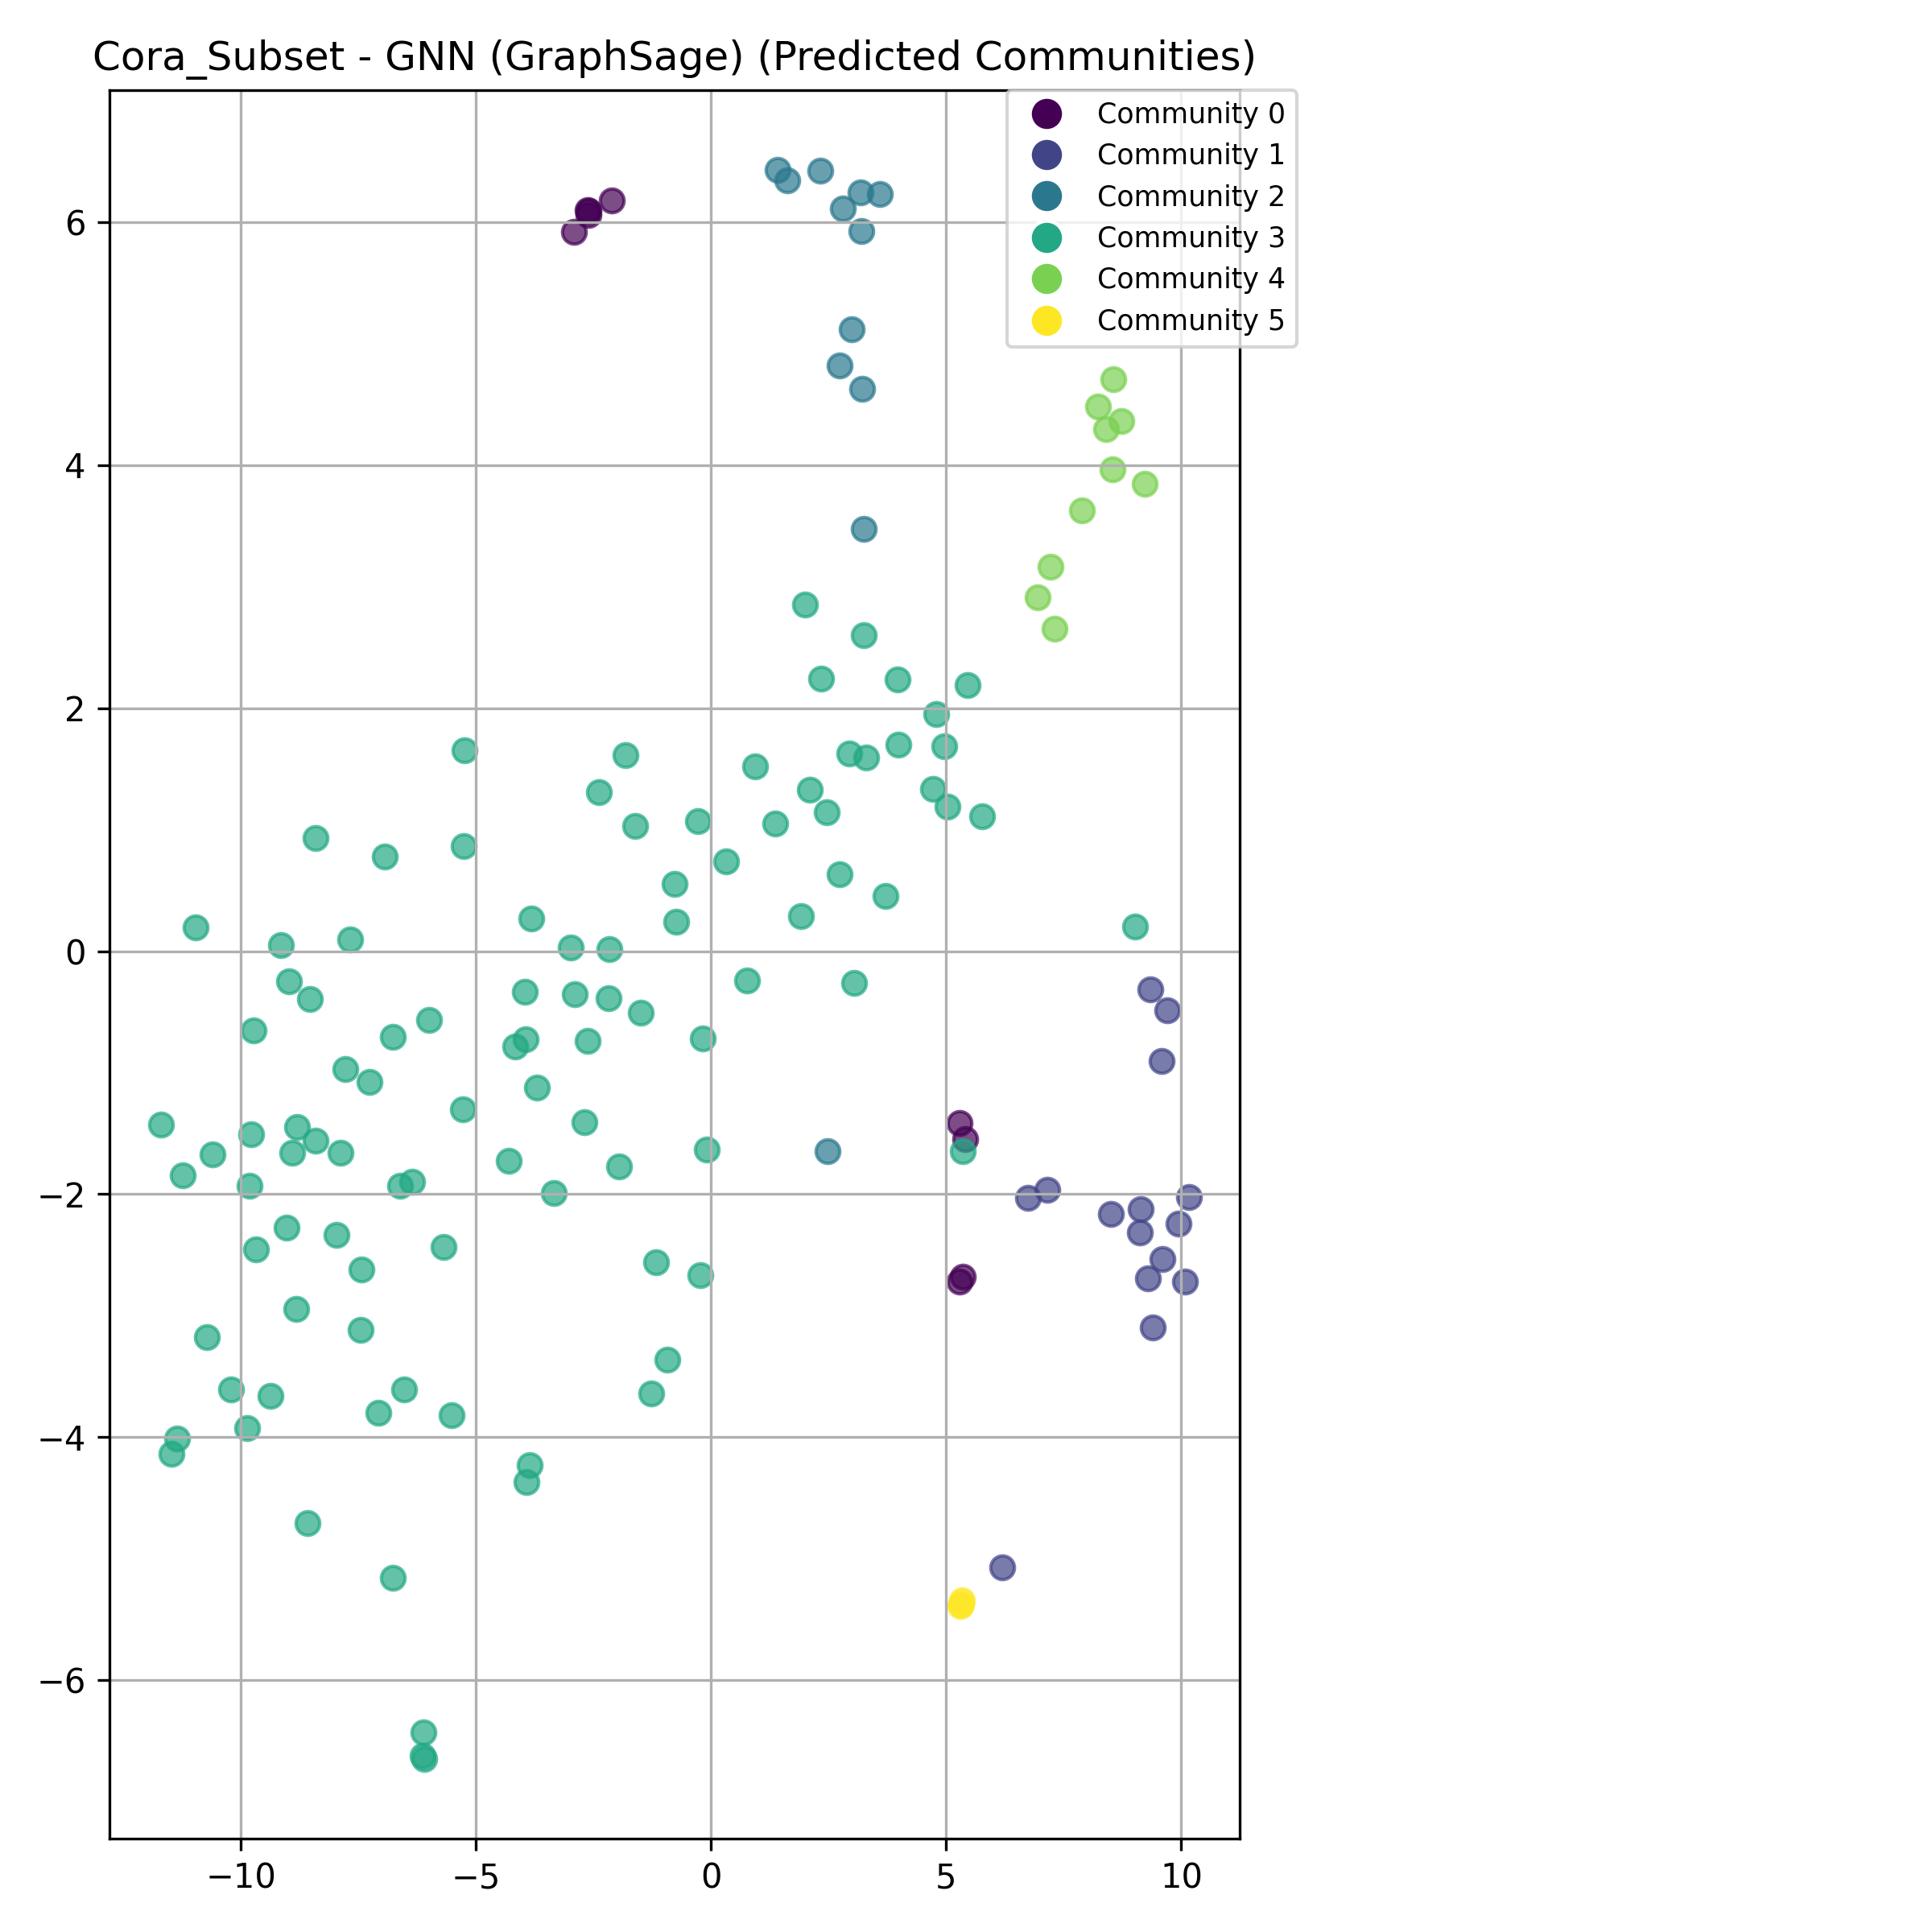 Cora_Subset - GNN (GraphSage) (Predicted Communities)
Community 0
Community 1
Community 2
Community 3
Community 4
Community 5
6
4
2
0
−2
−4
−6
−10 −5 0 5 10